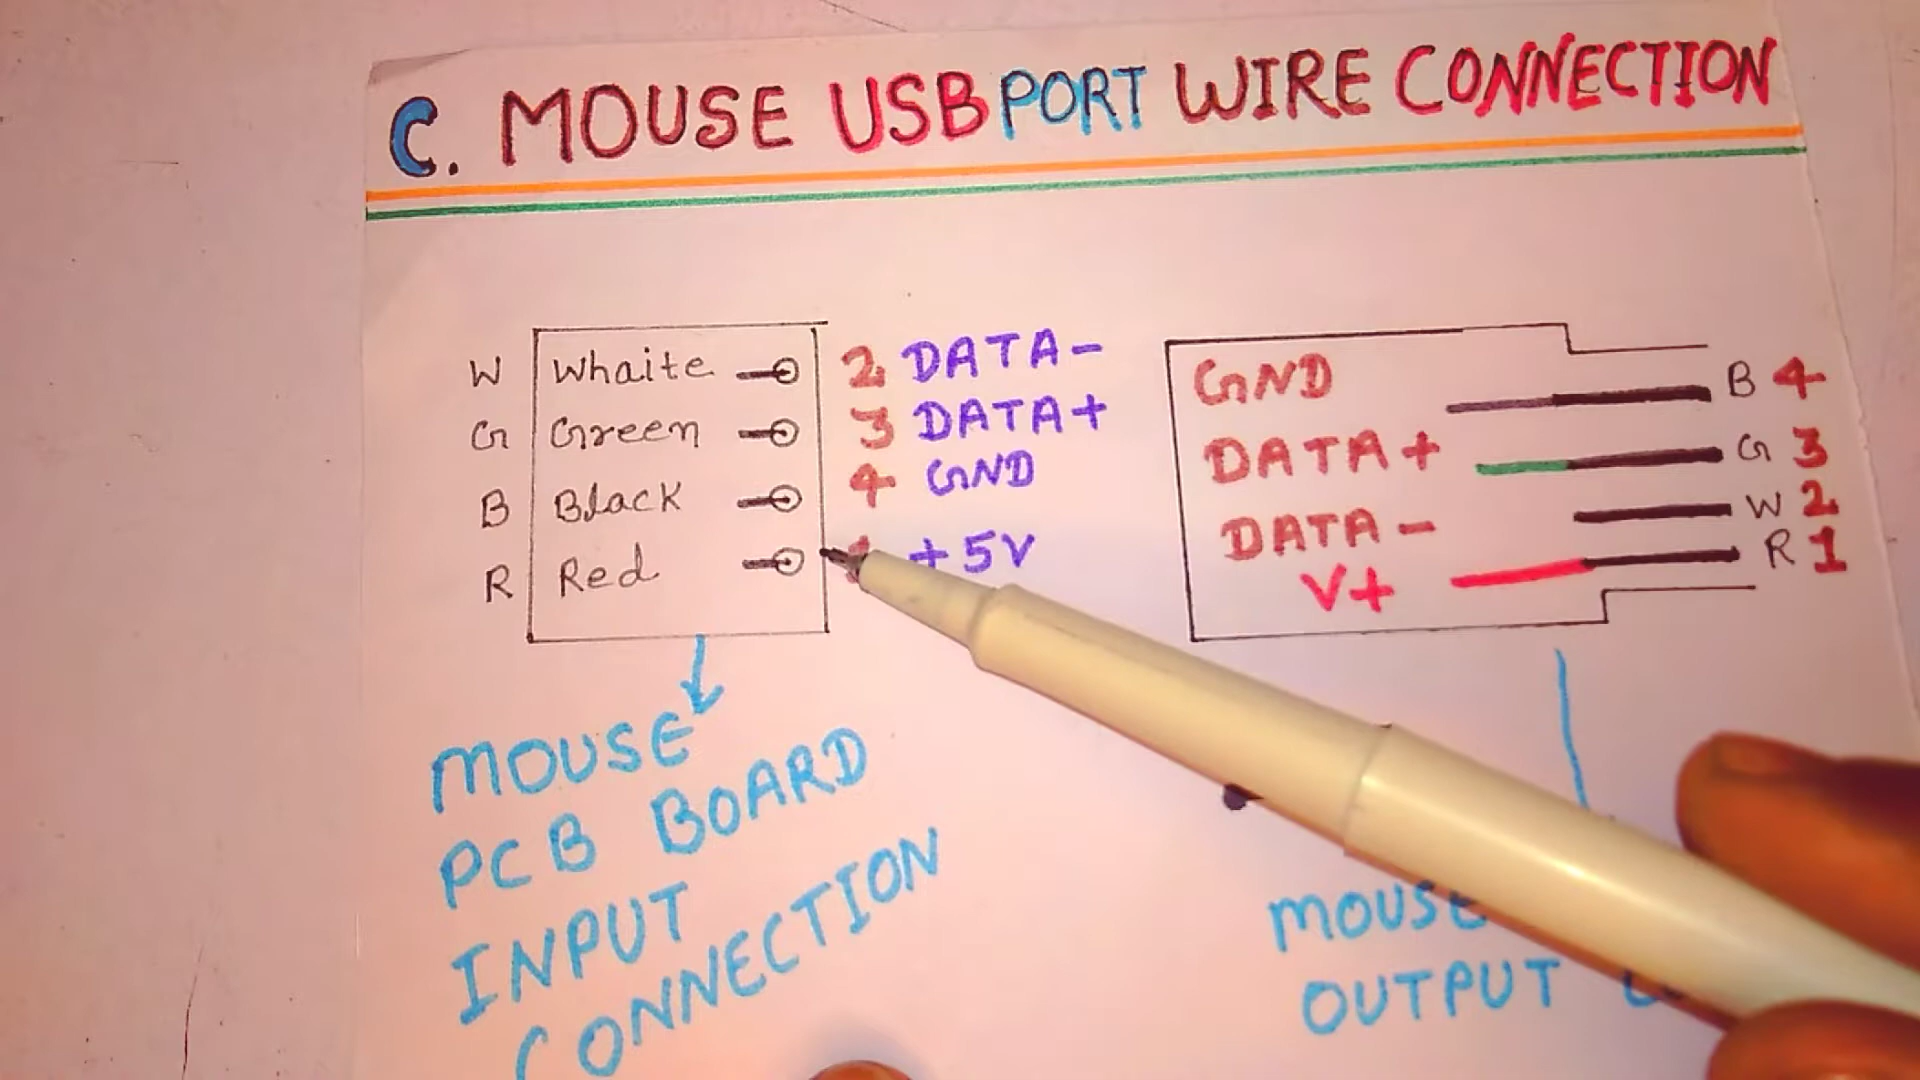 C. MOUSE USB PORT WIRE CONNECTION
W Whaite 2 DATA-
G Green 3 DATA+
B Black 4 GND
R Red +5V
GND B 4
DATA+ G 3
DATA- W 2
V+ R 1
MOUSE
PCB BOARD
INPUT
CONNECTION
MOUSE
OUTPUT